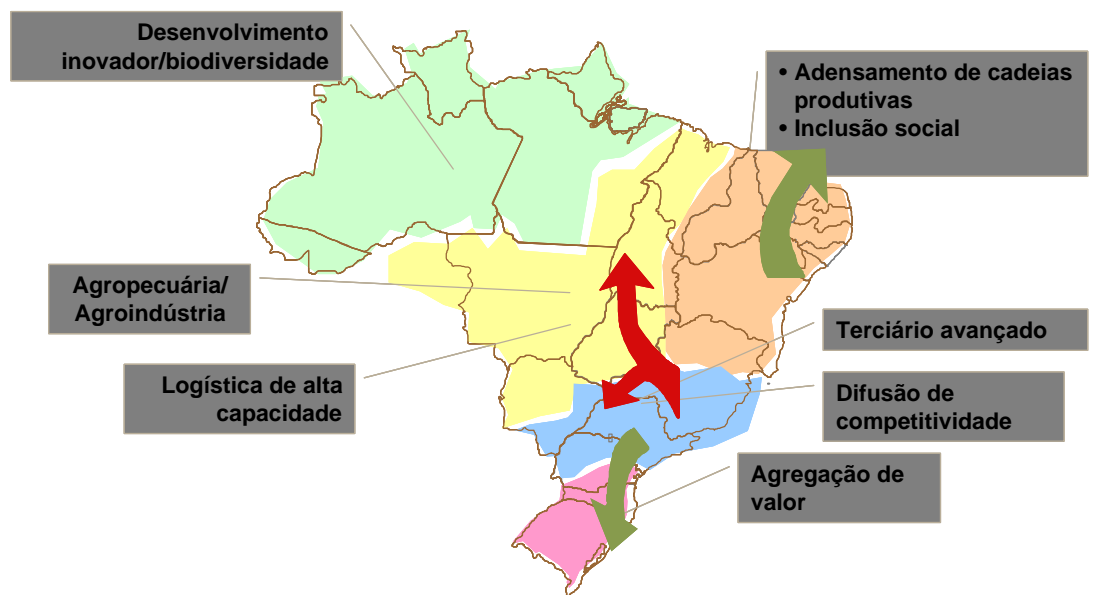 Desenvolvimento
inovador/biodiversidade
• Adensamento de cadeias
produtivas
• Inclusão social
Agropecuária/
Agroindústria
Terciário avançado
Logística de alta
capacidade
Difusão de
competitividade
Agregação de
valor